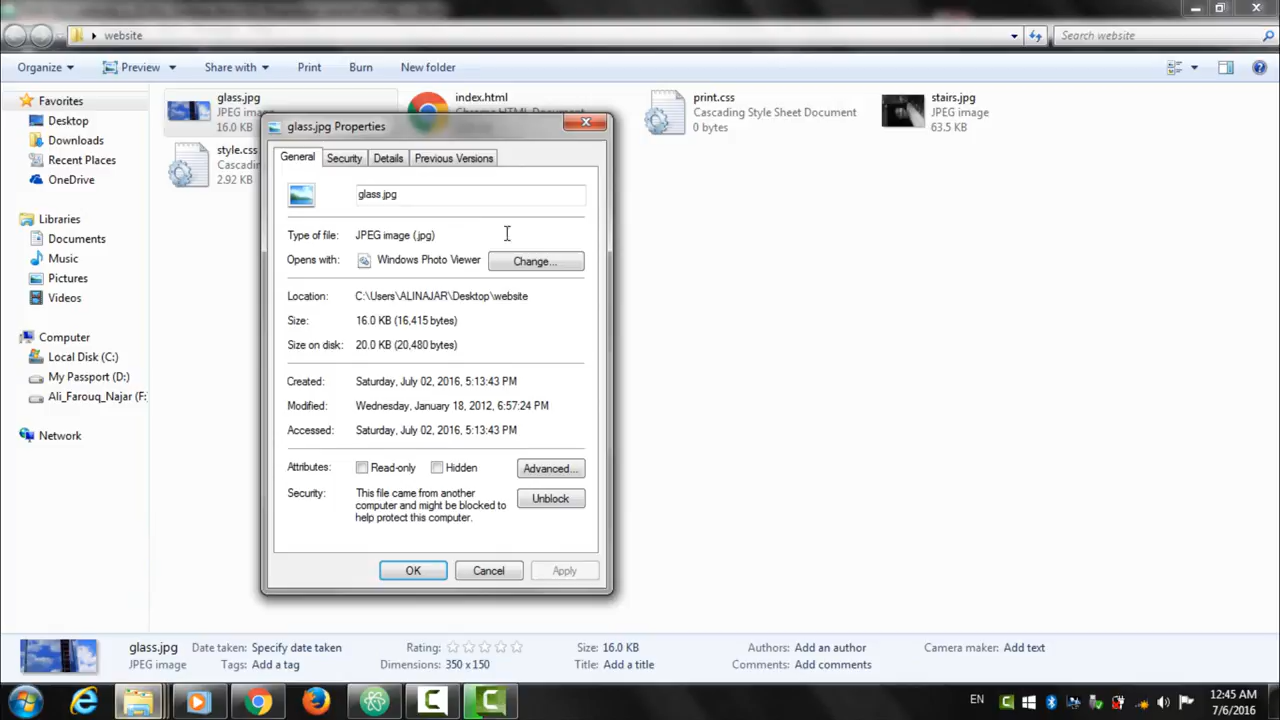 website
Search website
Organize
Preview
Share with
Print
Burn
New folder
Favorites
Desktop
Downloads
Recent Places
OneDrive
Libraries
Documents
Music
Pictures
Videos
Computer
Local Disk (C:)
My Passport (D:)
Ali_Farouq_Najar (F:
Network
glass.jpg
JPEG
16.0 KB
index.html
Chrome HTML Document
print.css
Cascading Style Sheet Document
0 bytes
stairs.jpg
JPEG image
63.5 KB
style.css
Cascadin
2.92 KB
glass.jpg Properties
General
Security
Details
Previous Versions
glass.jpg
Type of file: JPEG image (.jpg)
Opens with: Windows Photo Viewer
Change...
Location: C:\Users\ALINAJAR\Desktop\website
Size: 16.0 KB (16,415 bytes)
Size on disk: 20.0 KB (20,480 bytes)
Created: Saturday, July 02, 2016, 5:13:43 PM
Modified: Wednesday, January 18, 2012, 6:57:24 PM
Accessed: Saturday, July 02, 2016, 5:13:43 PM
Attributes: Read-only Hidden Advanced...
Security: This file came from another
computer and might be blocked to
help protect this computer.
Unblock
OK
Cancel
Apply
glass.jpg Date taken: Specify date taken Rating: Size: 16.0 KB Authors: Add an author Camera maker: Add text
JPEG image Tags: Add a tag Dimensions: 350 x 150 Title: Add a title Comments: Add comments
EN
12:45 AM
7/6/2016